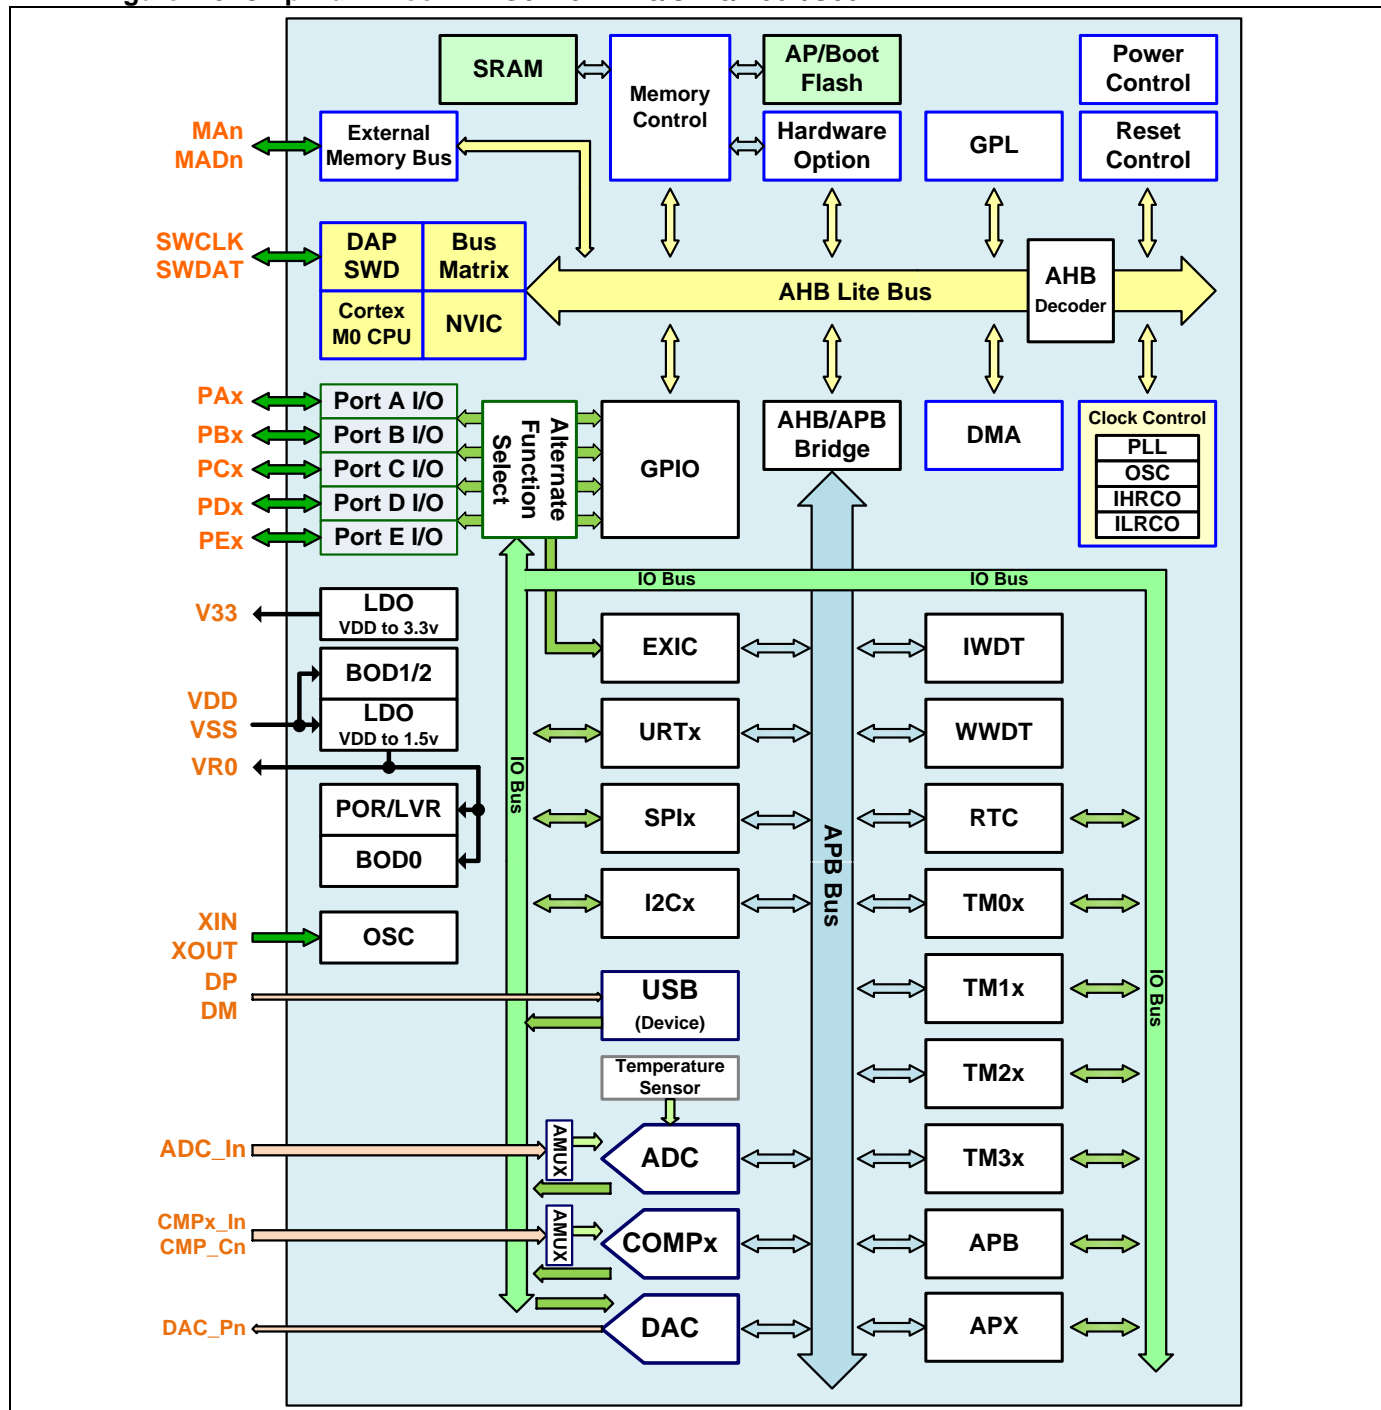 SRAM
Memory
Control
AP/Boot
Flash
Power
Control
MAn
MADn
External
Memory Bus
Hardware
Option
GPL
Reset
Control
SWCLK
SWDAT
DAP
SWD
Bus
Matrix
Cortex
M0 CPU
NVIC
AHB Lite Bus
AHB
Decoder
PAx
PBx
PCx
PDx
PEx
Port A I/O
Port B I/O
Port C I/O
Port D I/O
Port E I/O
Alternate
Function
Select
GPIO
AHB/APB
Bridge
DMA
Clock Control
PLL
OSC
IHRCO
ILRCO
IO Bus
IO Bus
V33
LDO
VDD to 3.3v
EXIC
IWDT
VDD
VSS
BOD1/2
LDO
VDD to 1.5v
URTx
WWDT
VR0
IO Bus
POR/LVR
BOD0
SPIx
APB Bus
RTC
I2Cx
TM0x
XIN
XOUT
OSC
DP
DM
USB
(Device)
TM1x
IO Bus
Temperature
Sensor
TM2x
ADC_In
AMUX
ADC
TM3x
CMPx_In
CMP_Cn
AMUX
COMPx
APB
DAC_Pn
DAC
APX